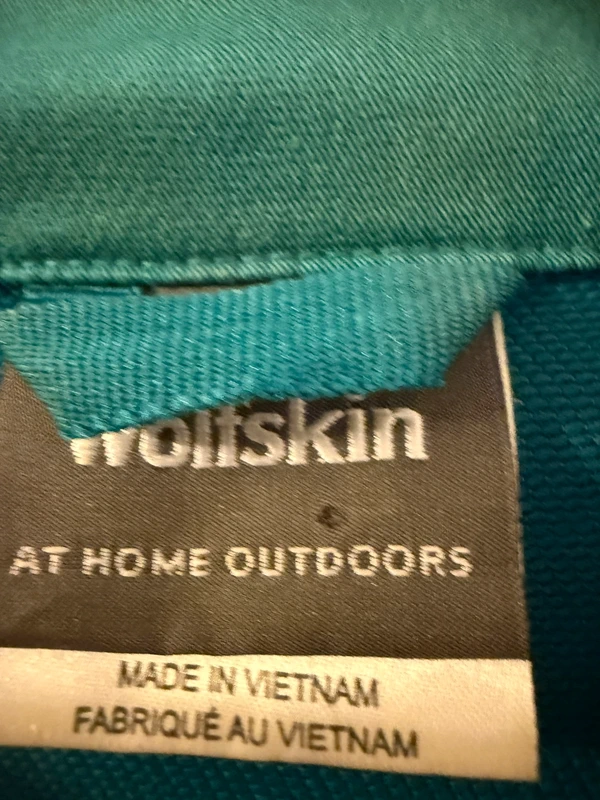 Wolfskin
AT HOME OUTDOORS
MADE IN VIETNAM
FABRIQUÉ AU VIETNAM